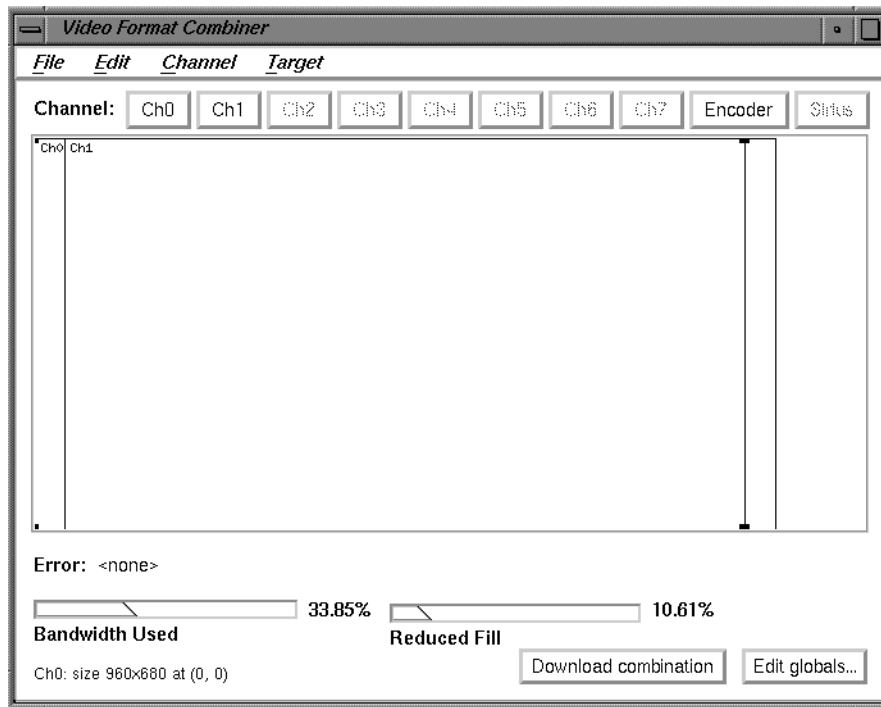 Video Format Combiner
File Edit Channel Target
Channel: Ch0 Ch1 Ch2 Ch3 Ch4 Ch5 Ch6 Ch7 Encoder Sirius
Ch0 Ch1
Error: <none>
33.85% 10.61%
Bandwidth Used Reduced Fill
Ch0: size 960x680 at (0, 0) Download combination Edit globals...